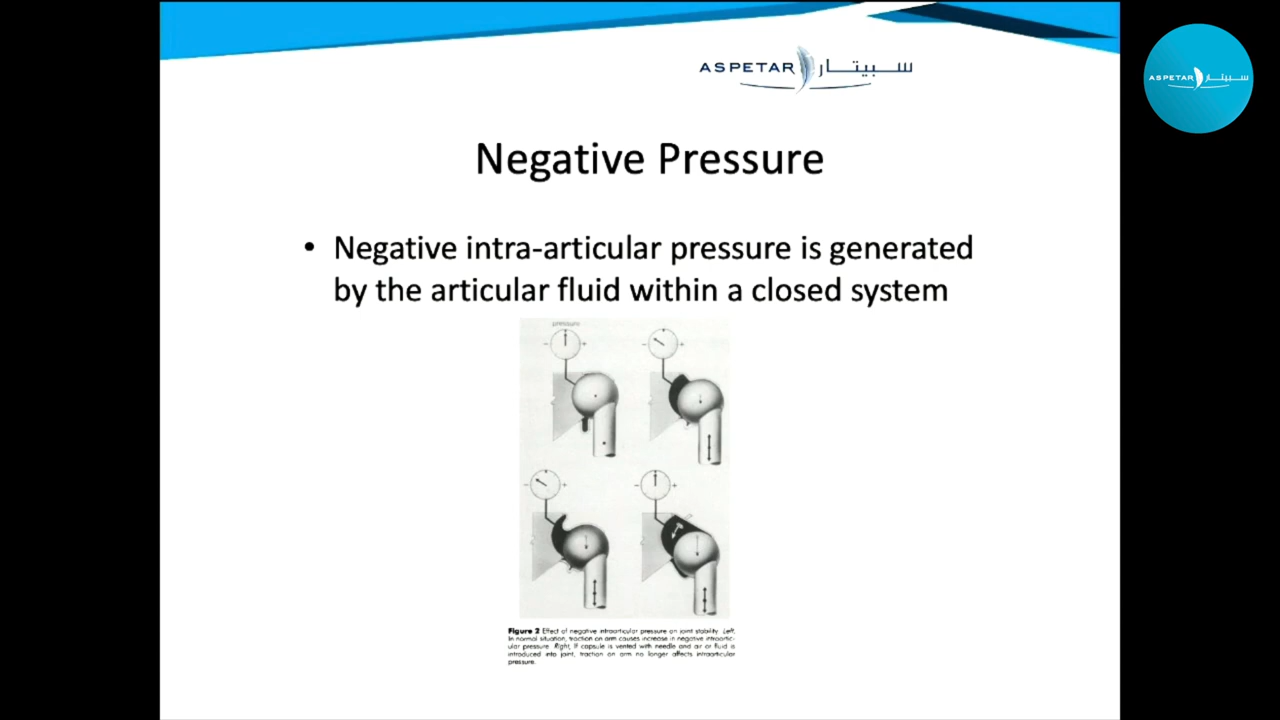 ASPETAR سبيتار
ASPETAR سبيتار
Negative Pressure
• Negative intra-articular pressure is generated
by the articular fluid within a closed system
pressure
- +
- +
- +
- +
Figure 2 Effect of negative intraarticular pressure on joint stability. Left,
In normal situation, traction on arm causes increase in negative intraartic-
ular pressure. Right, If capsule is vented with needle and air or fluid is
introduced into joint, traction on arm no longer affects intraarticular
pressure.